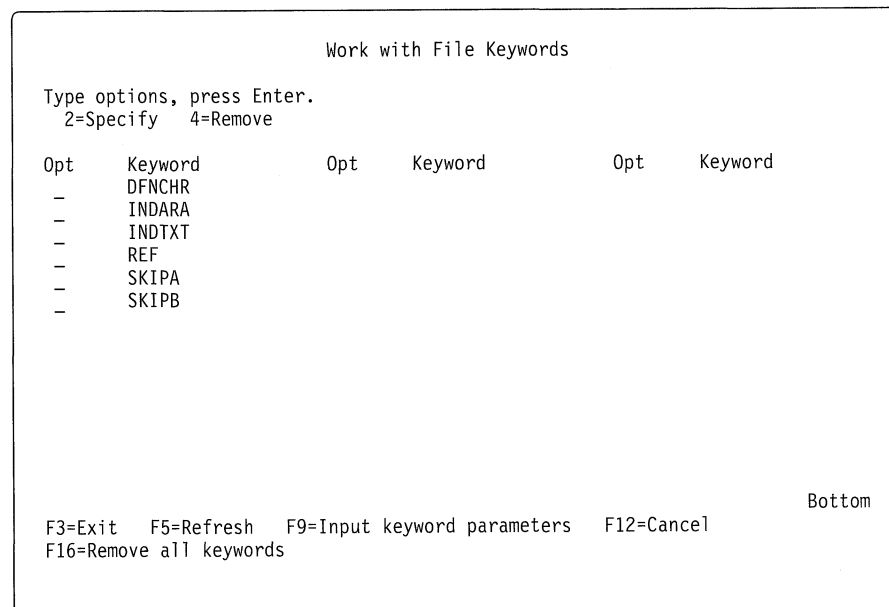 Work with File Keywords
Type options, press Enter.
2=Specify 4=Remove
Opt Keyword Opt Keyword Opt Keyword
_ DFNCHR
_ INDARA
_ INDTXT
_ REF
_ SKIPA
_ SKIPB
Bottom
F3=Exit F5=Refresh F9=Input keyword parameters F12=Cancel
F16=Remove all keywords